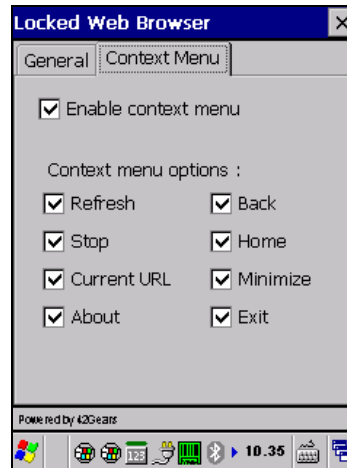 Locked Web Browser
General Context Menu
Enable context menu
Context menu options :
Refresh Back
Stop Home
Current URL Minimize
About Exit
Powered by 42Gears
123 10.35